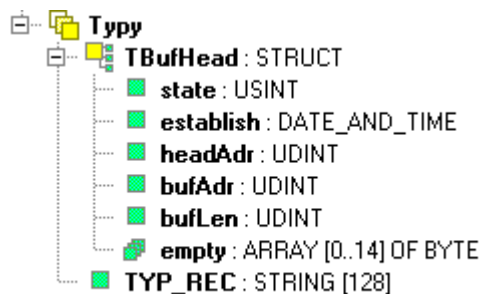 Typy
TBufHead : STRUCT
state : USINT
establish : DATE_AND_TIME
headAdr : UDINT
bufAdr : UDINT
bufLen : UDINT
empty : ARRAY [0..14] OF BYTE
TYP_REC : STRING [128]